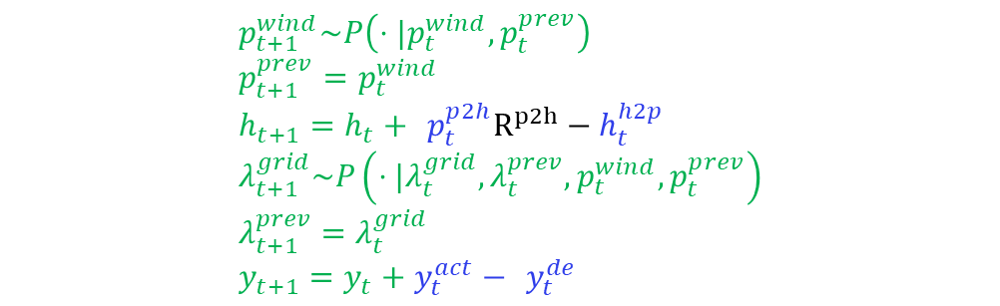 p_{t+1}^{wind}~P(· |p_t^{wind}, p_t^{prev})
p_{t+1}^{prev} = p_t^{wind}
h_{t+1} = h_t + p_t^{p2h}R^{p2h} − h_t^{h2p}
λ_{t+1}^{grid}~P(· |λ_t^{grid}, λ_t^{prev}, p_t^{wind}, p_t^{prev})
λ_{t+1}^{prev} = λ_t^{grid}
y_{t+1} = y_t + y_t^{act} − y_t^{de}